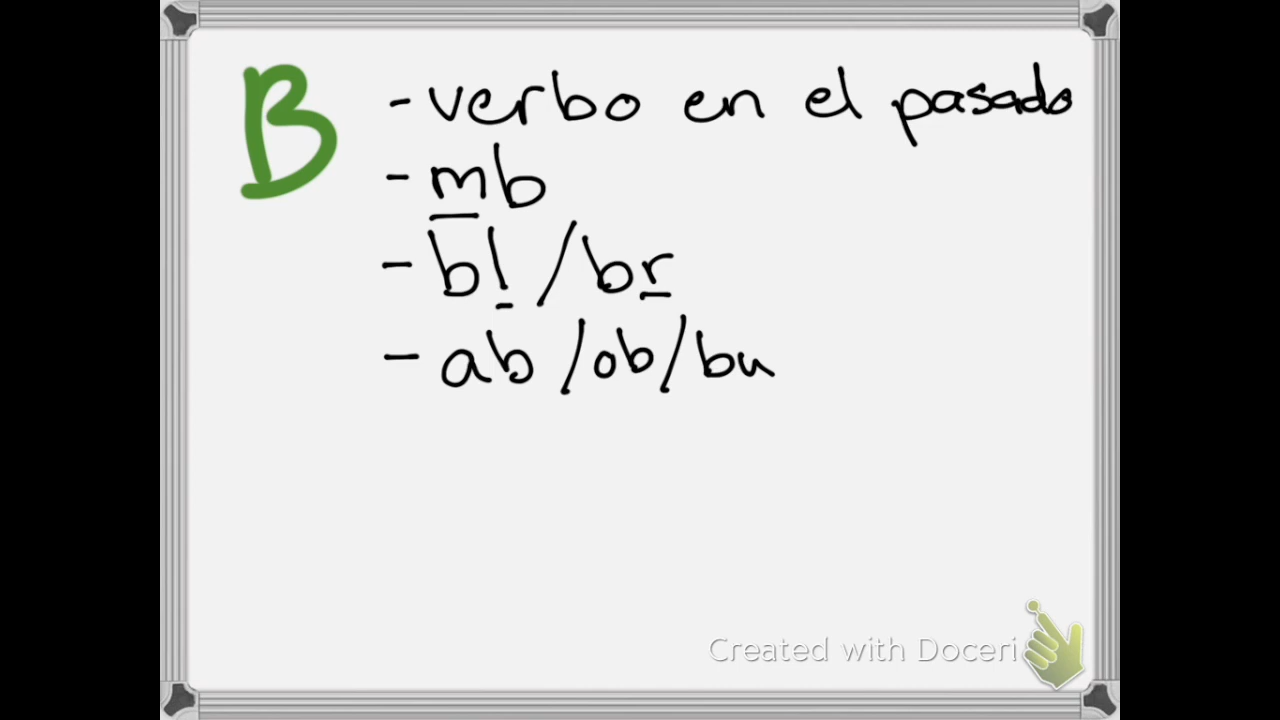 B - verbo en el pasado
- mb
- bl / br
- ab / ob / bu
Created with Doceri